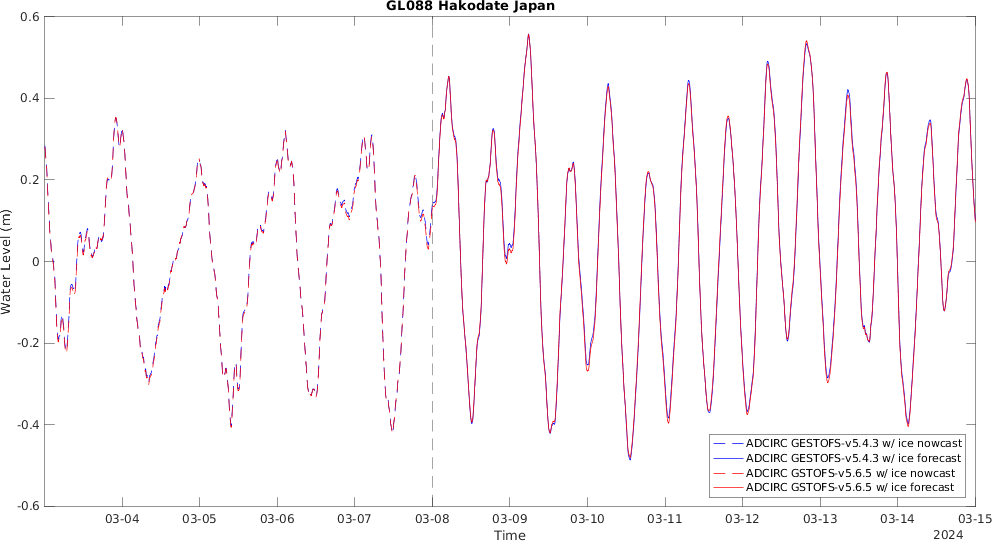 GL088 Hakodate Japan
0.6
0.4
0.2
0
-0.2
-0.4
-0.6
Water Level (m)
ADCIRC GESTOFS-v5.4.3 w/ ice nowcast
ADCIRC GESTOFS-v5.4.3 w/ ice forecast
ADCIRC GSTOFS-v5.6.5 w/ ice nowcast
ADCIRC GSTOFS-v5.6.5 w/ ice forecast
03-04 03-05 03-06 03-07 03-08 03-09 03-10 03-11 03-12 03-13 03-14 03-15
Time
2024